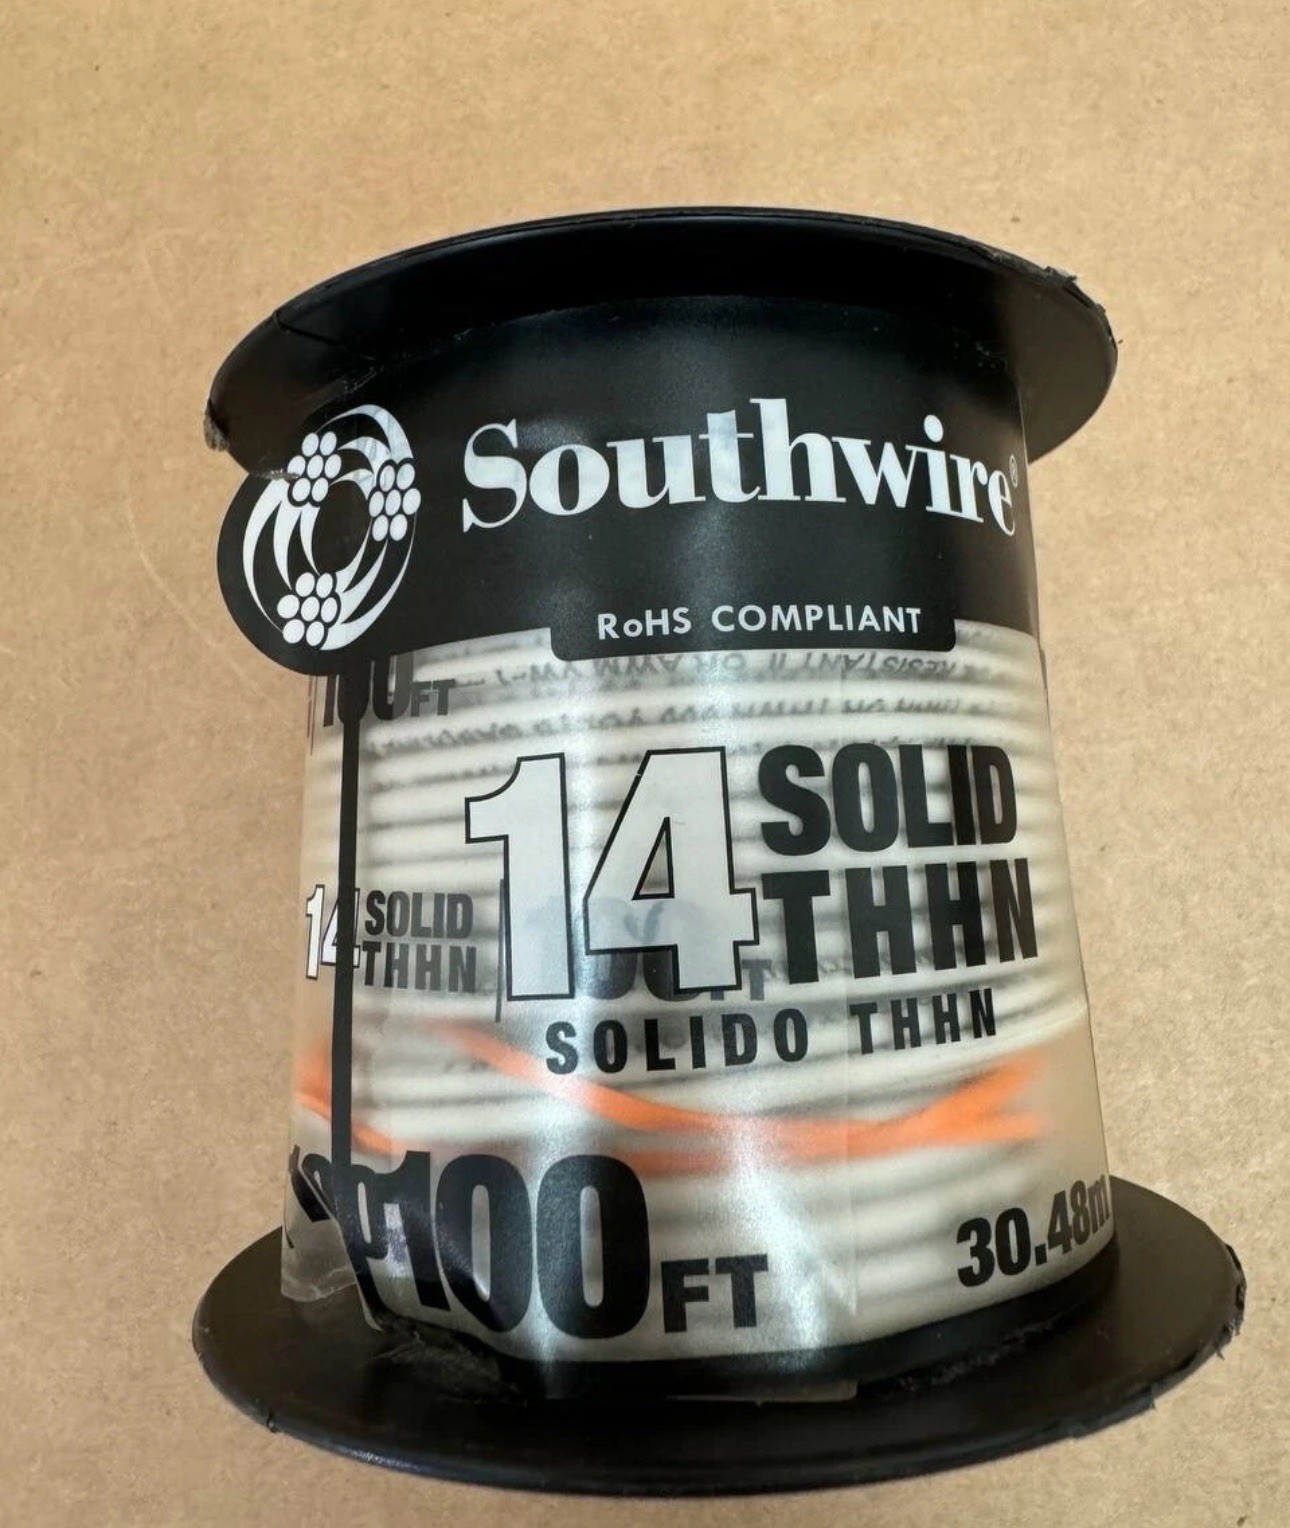 Southwire®
RoHS COMPLIANT
100FT
14 SOLID
THHN
SOLIDO THHN
14 SOLID
THHN
100FT
30.48m